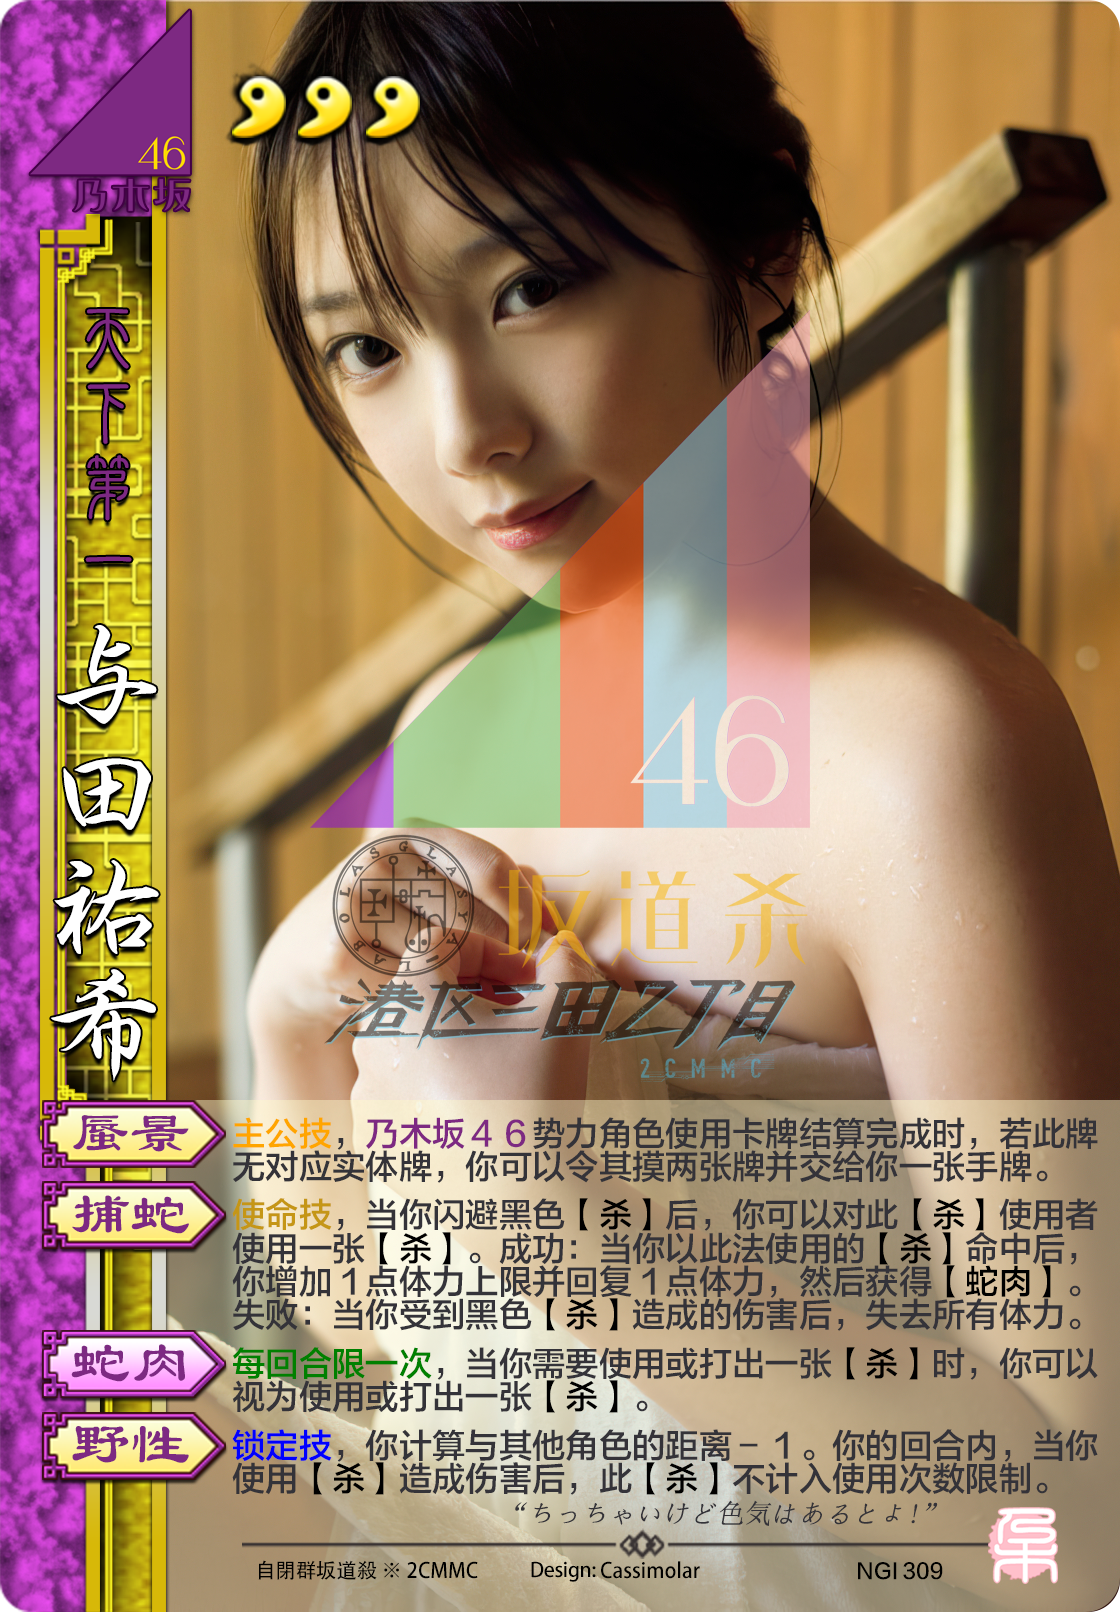 46
乃木坂
天下第一
与田祐希
46
GLASYALABOLAS
坂道杀
港区三田乙丁目
2CMMC
蜃景
主公技，乃木坂４６势力角色使用卡牌结算完成时，若此牌
无对应实体牌，你可以令其摸两张牌并交给你一张手牌。
捕蛇
使命技，当你闪避黑色【杀】后，你可以对此【杀】使用者
使用一张【杀】。成功：当你以此法使用的【杀】命中后，
你增加１点体力上限并回复１点体力，然后获得【蛇肉】。
失败：当你受到黑色【杀】造成的伤害后，失去所有体力。
蛇肉
每回合限一次，当你需要使用或打出一张【杀】时，你可以
视为使用或打出一张【杀】。
野性
锁定技，你计算与其他角色的距离－１。你的回合内，当你
使用【杀】造成伤害后，此【杀】不计入使用次数限制。
“ちっちゃいけど色気はあるとよ！”
自閉群坂道殺 ※ 2CMMC
Design: Cassimolar
NGI 309